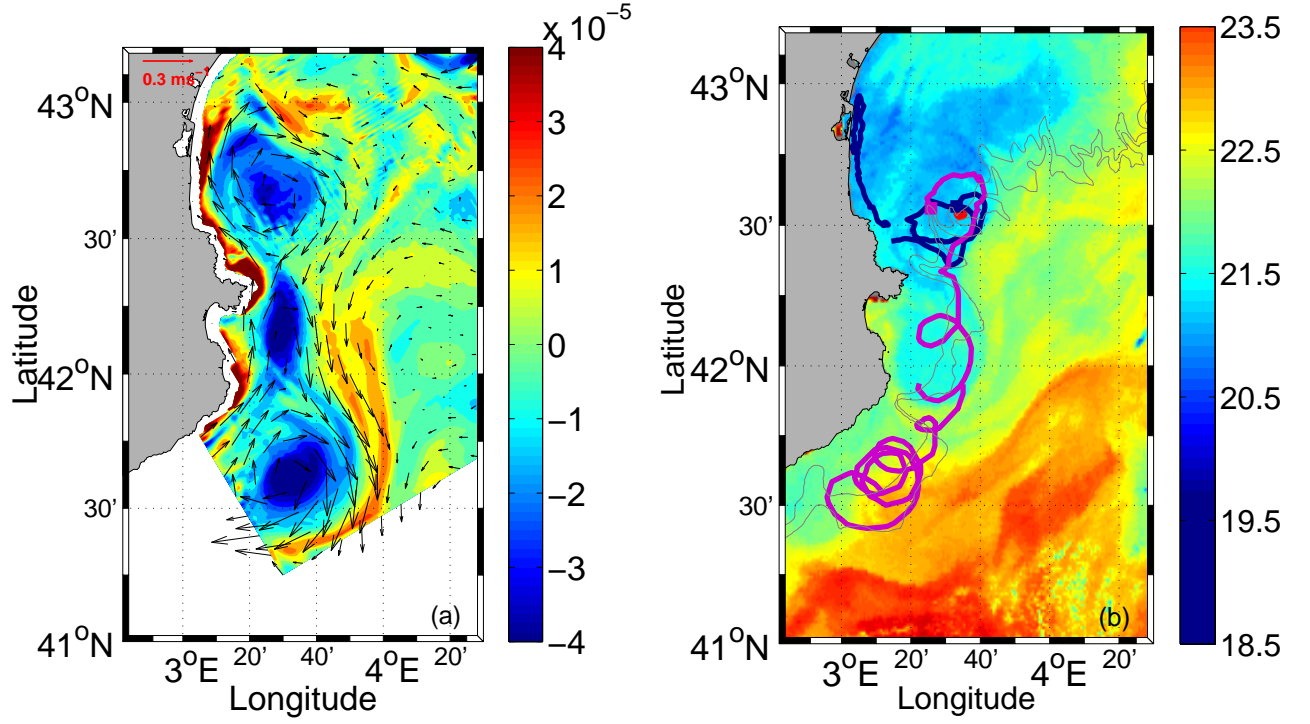 x 10⁻⁵
0.3 ms⁻¹
43°N
30'
42°N
30'
41°N
Latitude
3°E 20' 40' 4°E 20'
Longitude
(a)
4
3
2
1
0
−1
−2
−3
−4
43°N
30'
42°N
30'
41°N
Latitude
3°E 20' 40' 4°E 20'
Longitude
(b)
23.5
22.5
21.5
20.5
19.5
18.5